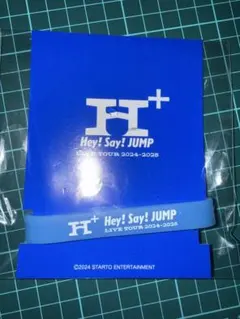 H+
Hey! Say! JUMP
LIVE TOUR 2024-2025
H+ Hey! Say! JUMP
LIVE TOUR 2024-2025
©2024 STARTO ENTERTAINMENT